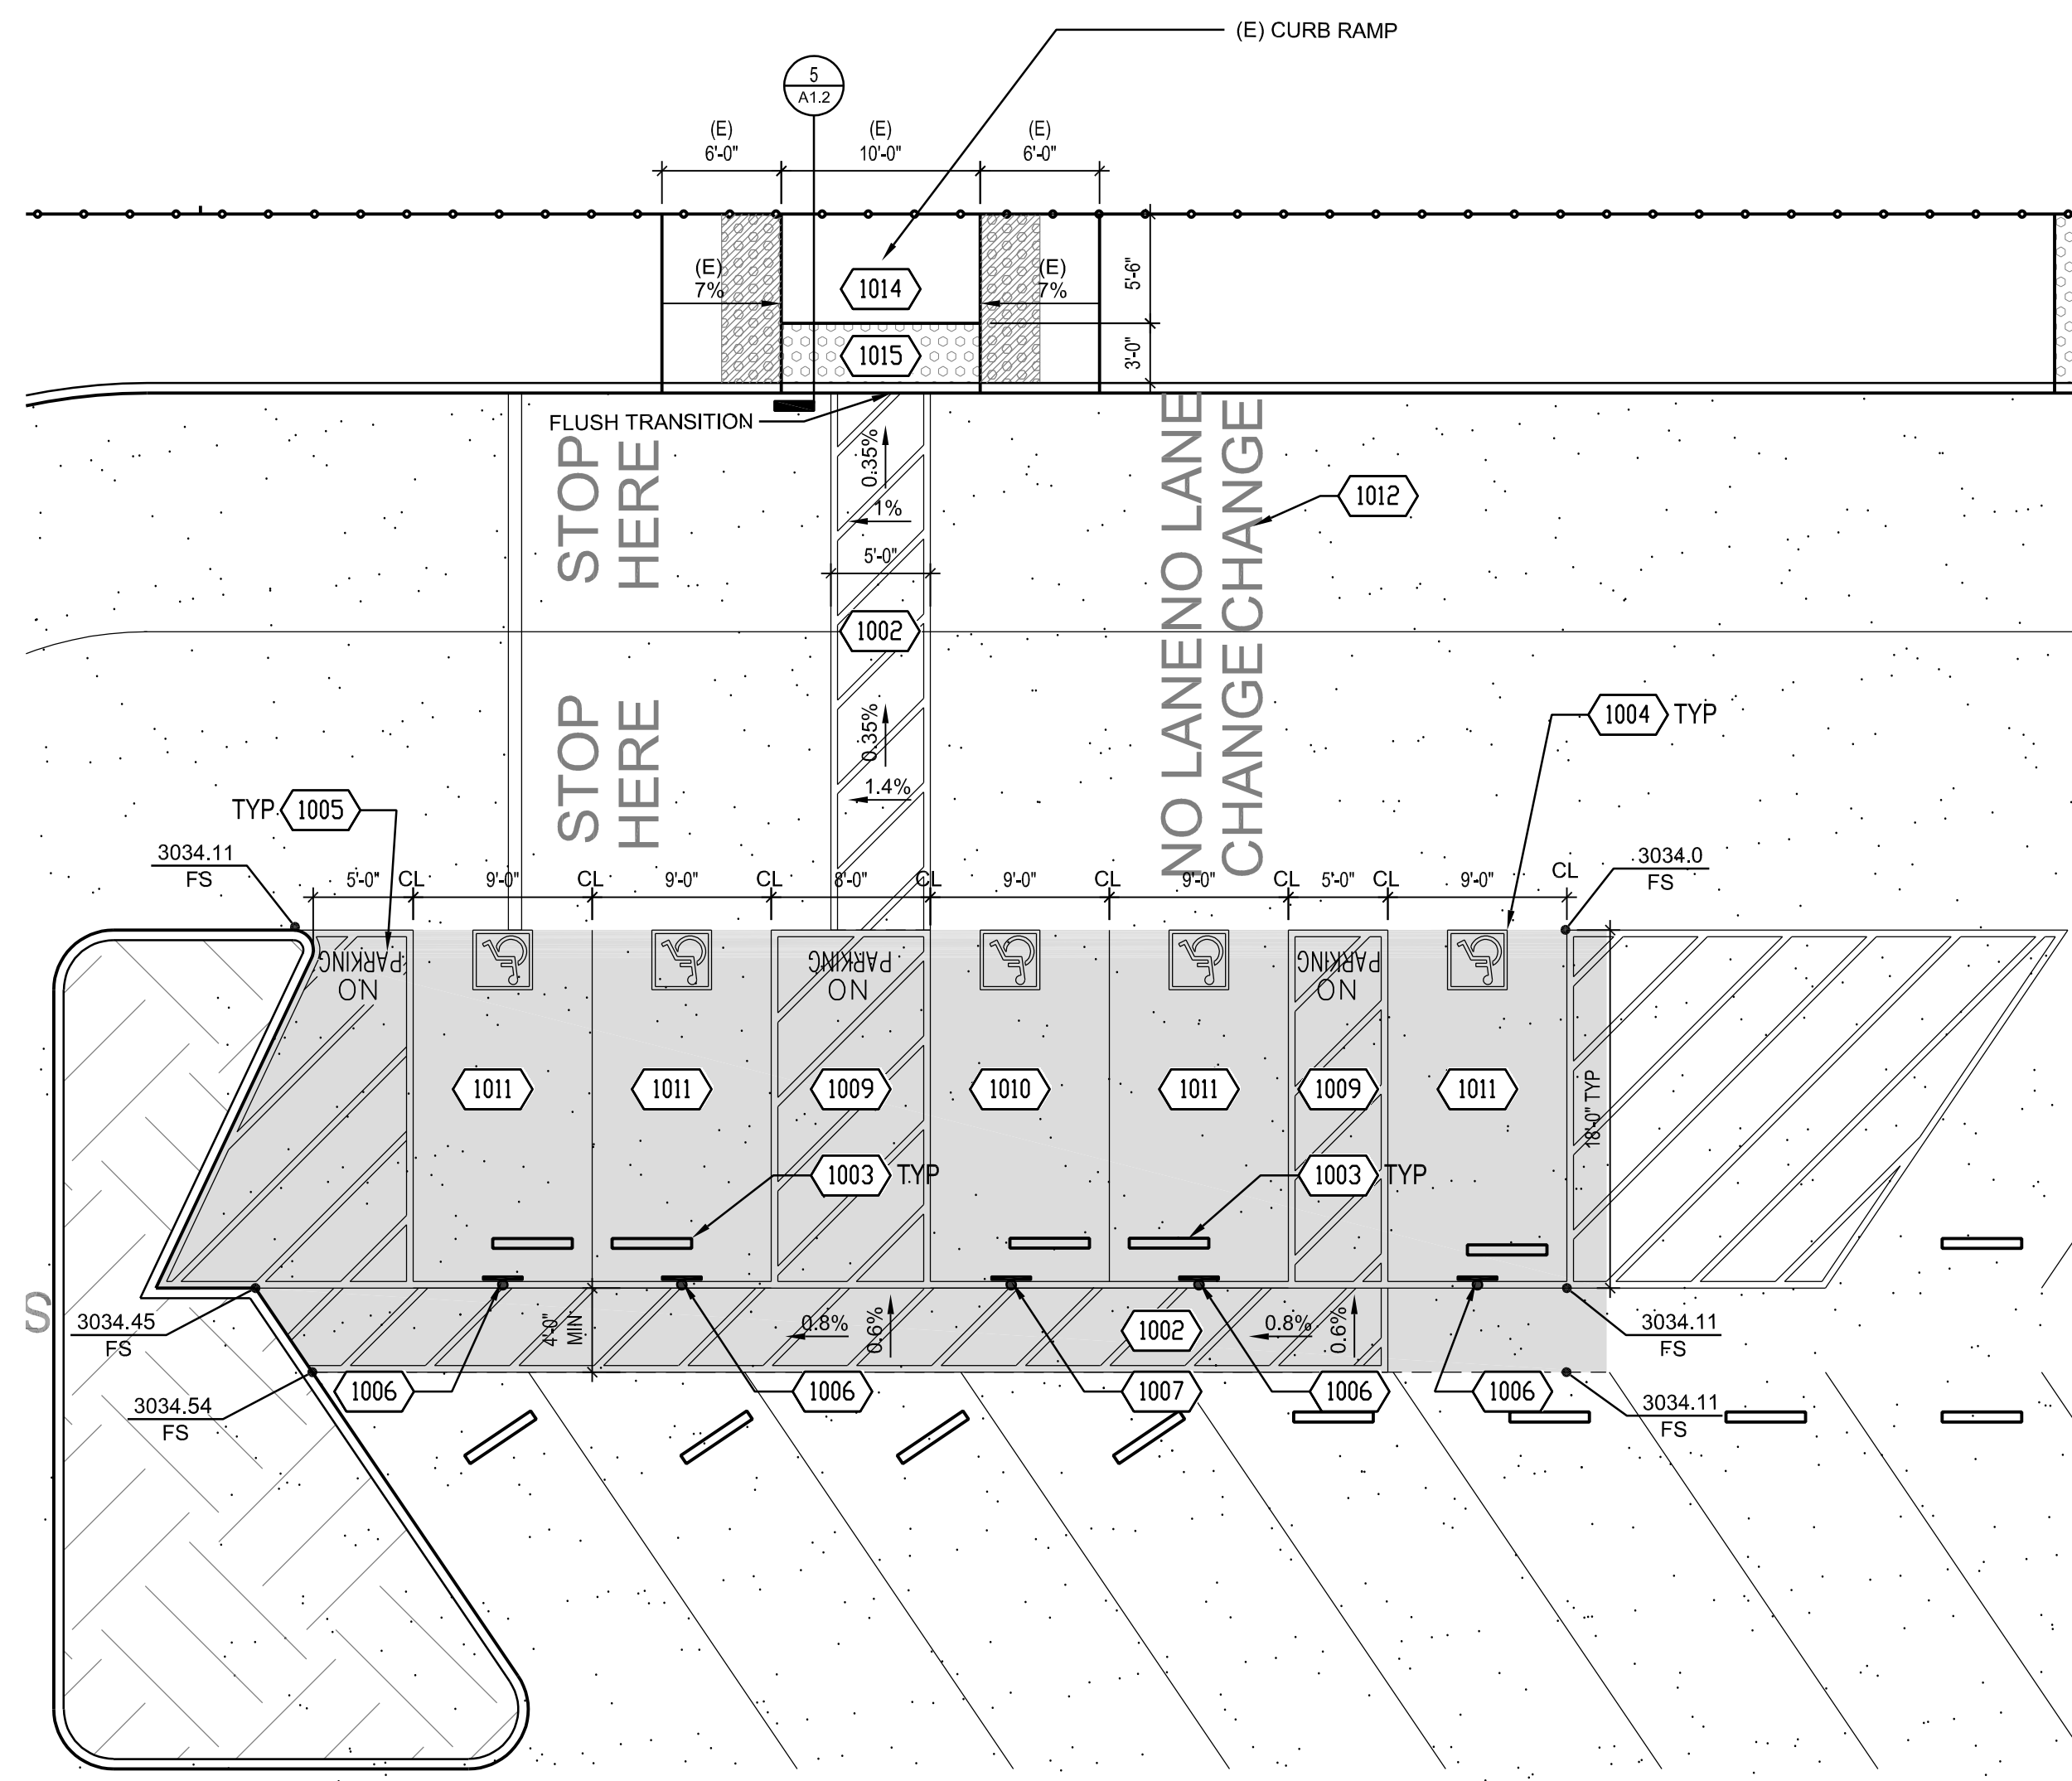 (E) CURB RAMP
5
A1.2
(E)
6'-0"
(E)
10'-0"
(E)
6'-0"
(E)
7%
1014
(E)
7%
5'-6"
1015
3'-0"
FLUSH TRANSITION
STOP
HERE
0.35%
1%
5'-0"
NO LANE
CHANGE
1012
1002
STOP
HERE
0.35%
1.4%
NO LANE
CHANGE
1004 TYP
TYP 1005
3034.11
FS
5'-0"
CL
9'-0"
CL
9'-0"
CL
8'-0"
CL
9'-0"
CL
9'-0"
CL
5'-0"
CL
9'-0"
CL
3034.0
FS
NO
PARKING
NO
PARKING
NO
PARKING
1011
1011
1009
1010
1011
1009
1011
18'-0" TYP
1003 TYP
1003 TYP
S
3034.45
FS
4'-0"
MIN
0.8%
0.6%
1002
0.8%
0.6%
3034.11
FS
3034.54
FS
1006
1006
1007
1006
1006
3034.11
FS